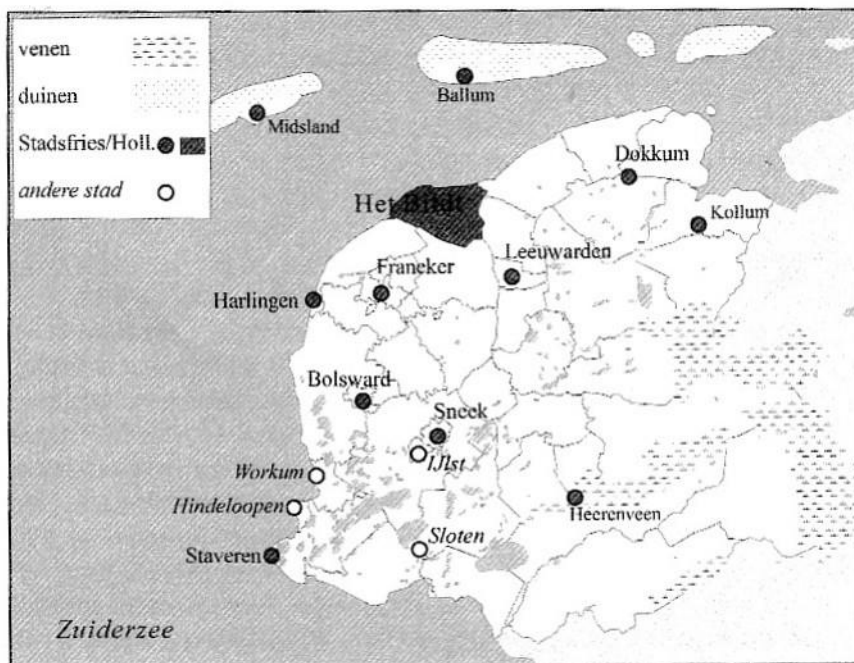 venen
duinen
Stadsfries/Holl.
andere stad
Ballum
Midsland
Dokkum
Het Bildt
Kollum
Leeuwarden
Franeker
Harlingen
Bolsward
Sneek
IJlst
Workum
Hindeloopen
Heerenveen
Sloten
Staveren
Zuiderzee